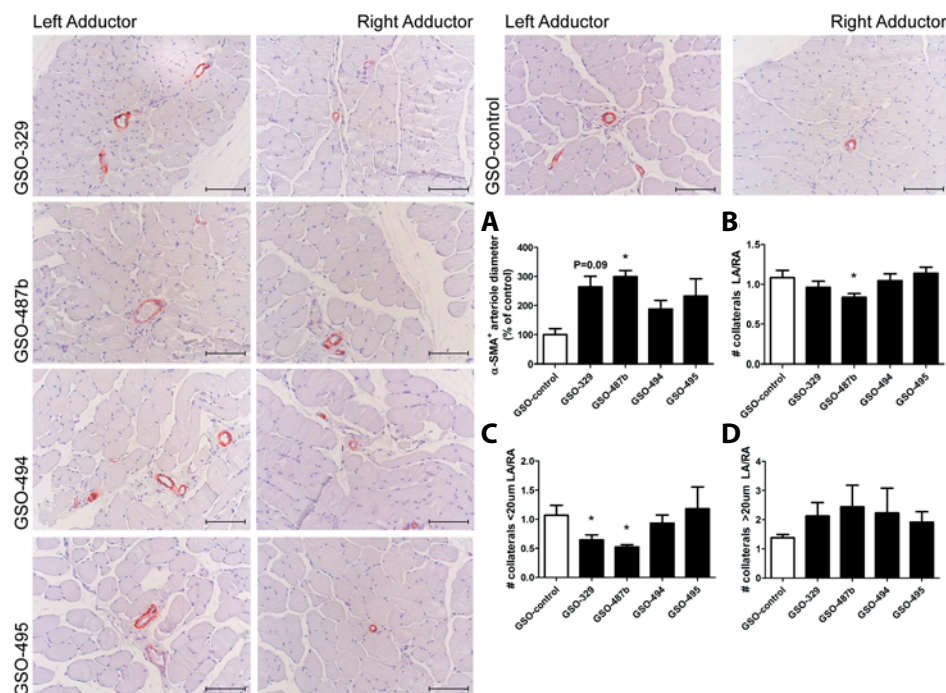 Left Adductor Right Adductor
GSO-329
GSO-487b
GSO-494
GSO-495
Left Adductor Right Adductor
GSO-control
A
α-SMA⁺ arteriole diameter
(% of control)
400
300
200
100
0
P=0.09
*
GSO-control
GSO-329
GSO-487b
GSO-494
GSO-495
B
# collaterals LA/RA
1.5
1.0
0.5
0.0
*
GSO-control
GSO-329
GSO-487b
GSO-494
GSO-495
C
# collaterals <20um LA/RA
2.0
1.5
1.0
0.5
0.0
*
*
GSO-control
GSO-329
GSO-487b
GSO-494
GSO-495
D
# collaterals >20um LA/RA
4
3
2
1
0
GSO-control
GSO-329
GSO-487b
GSO-494
GSO-495